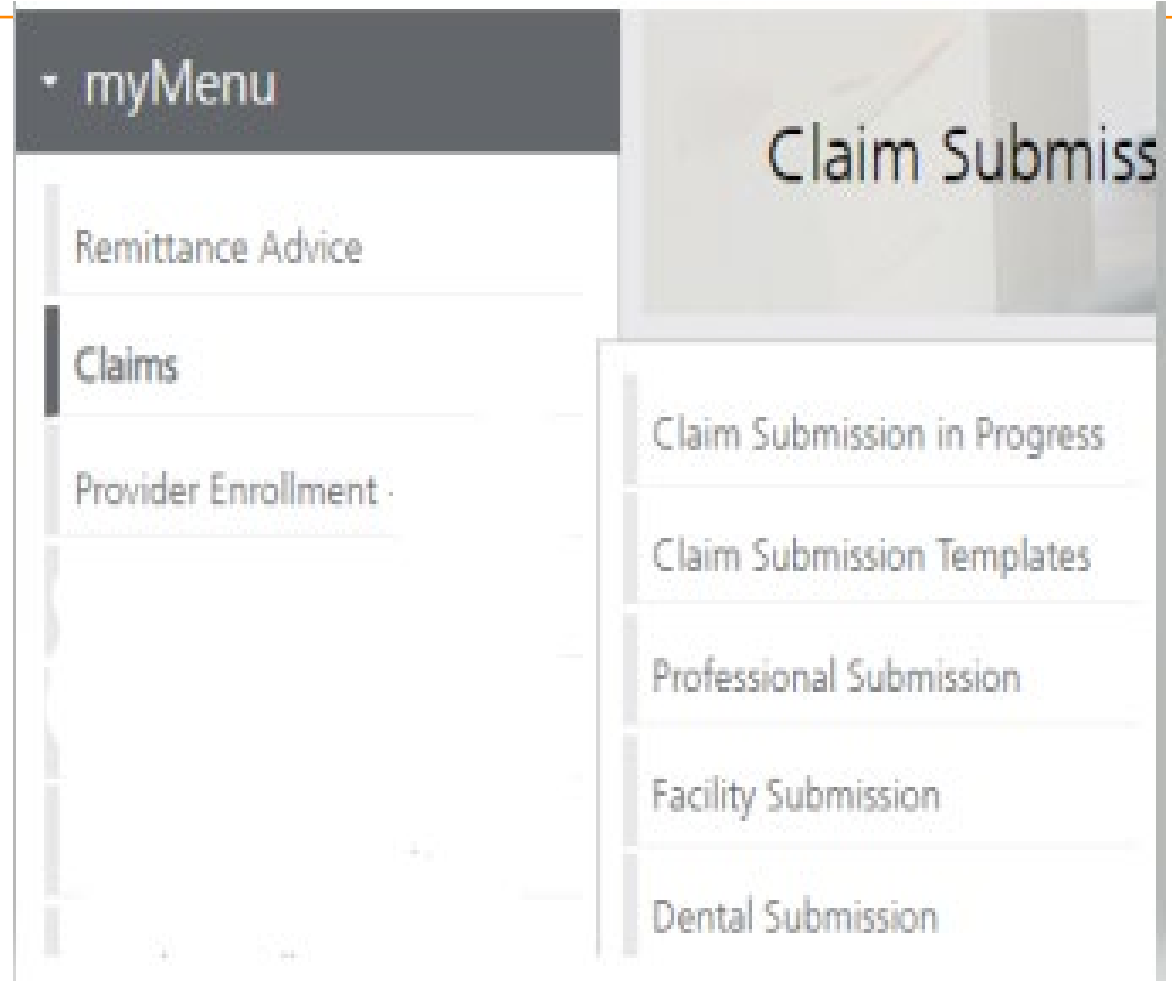 myMenu
Claim Submiss
Remittance Advice
Claims
Provider Enrollment
Claim Submission in Progress
Claim Submission Templates
Professional Submission
Facility Submission
Dental Submission